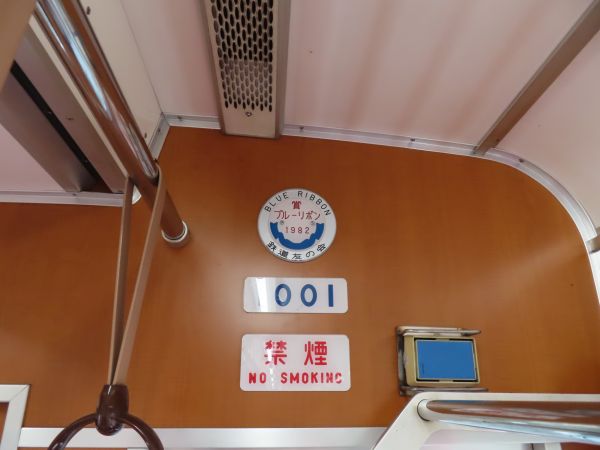 BLUE RIBBON
賞
ブルーリボン
1982
鉄道友の会
1001
禁煙
NO SMOKING